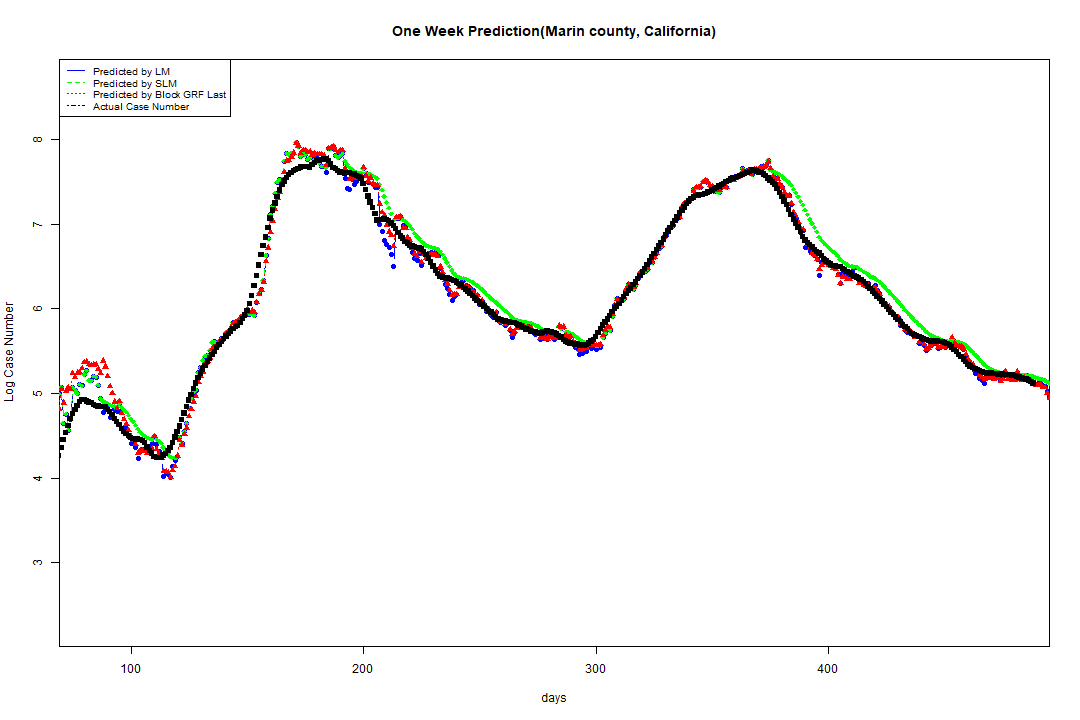 One Week Prediction(Marin county, California)
Predicted by LM
Predicted by SLM
Predicted by Block GRF Last
Actual Case Number
Log Case Number
8
7
6
5
4
3
100 200 300 400
days